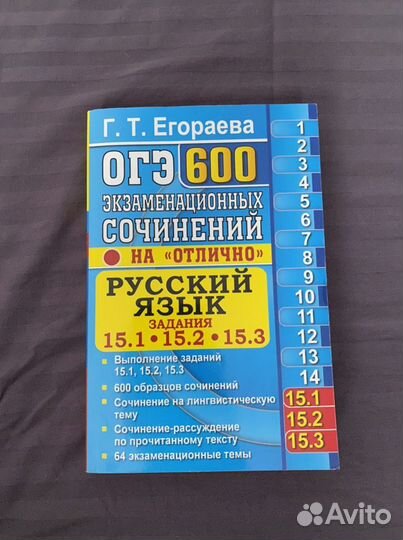 Г. Т. Егораева
ОГЭ 600
ЭКЗАМЕНАЦИОННЫХ
СОЧИНЕНИЙ
НА «ОТЛИЧНО»
РУССКИЙ
ЯЗЫК
ЗАДАНИЯ
15.1 • 15.2 • 15.3
Выполнение заданий
15.1, 15.2, 15.3
600 образцов сочинений
Сочинение на лингвистическую
тему
Сочинение-рассуждение
по прочитанному тексту
64 экзаменационные темы
1
2
3
4
5
6
7
8
9
10
11
12
13
14
15.1
15.2
15.3
Avito